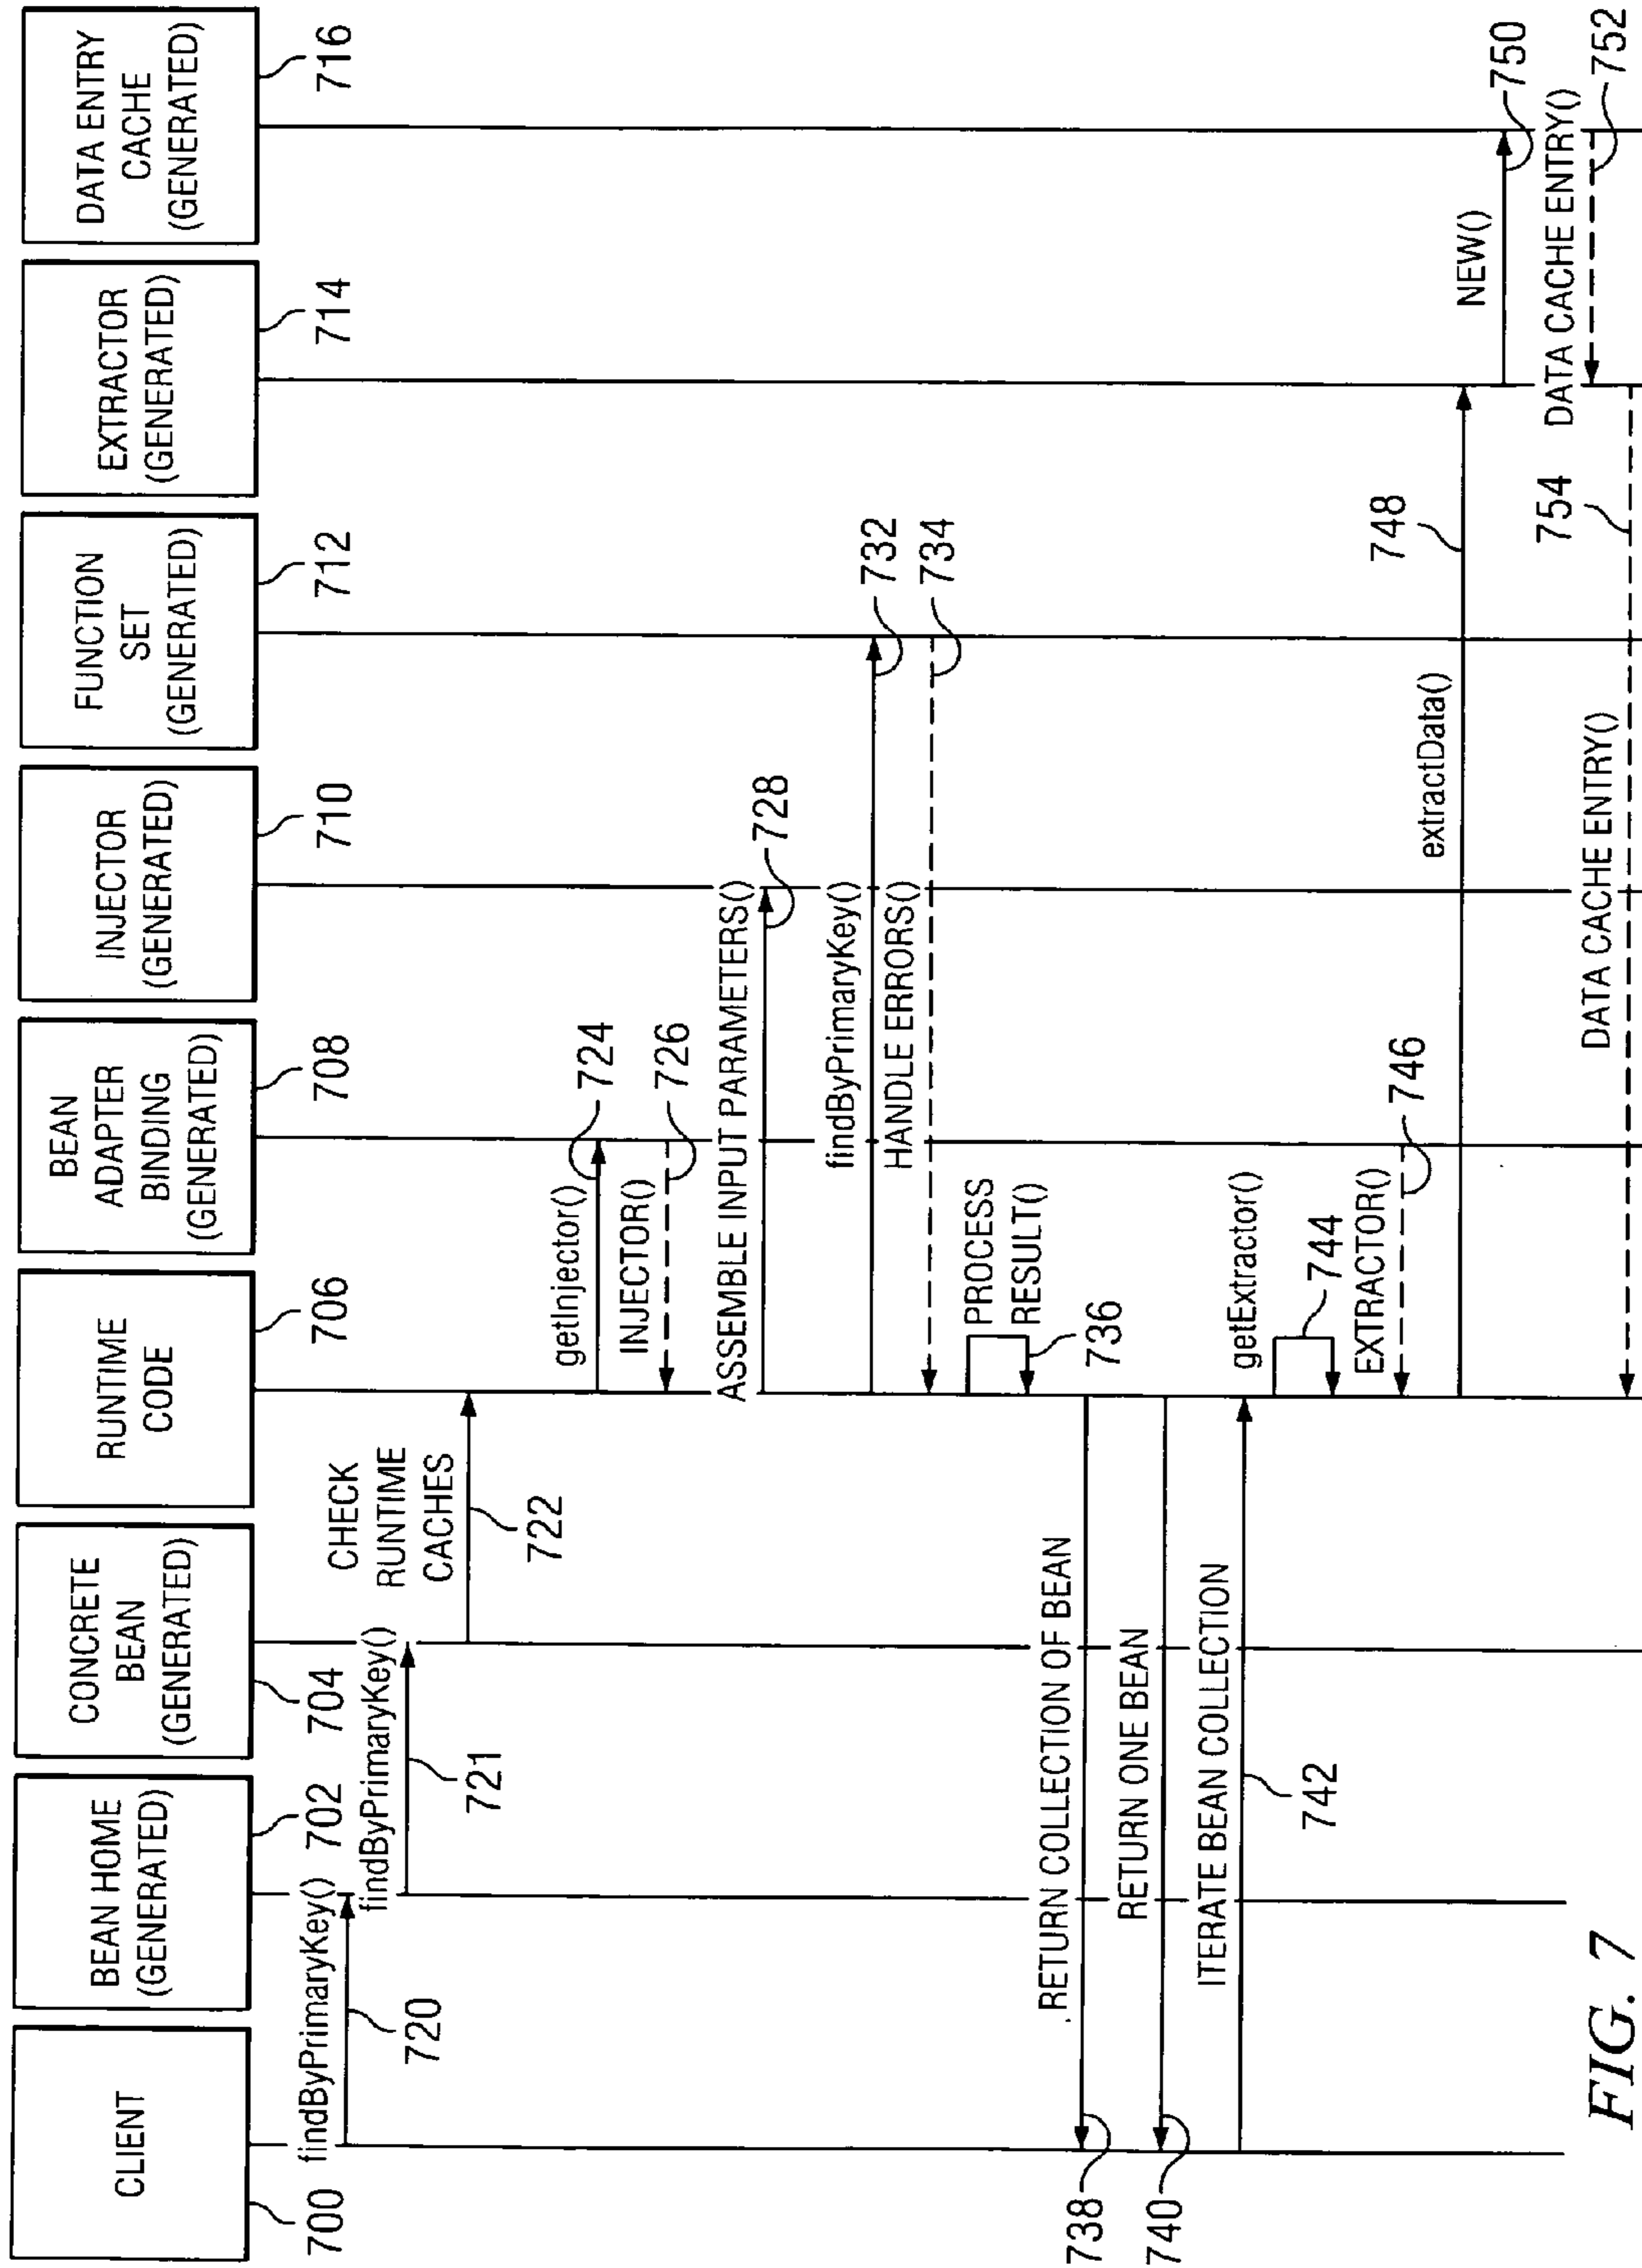 CLIENT
700
BEAN HOME
(GENERATED)
702
CONCRETE
BEAN
(GENERATED)
704
RUNTIME
CODE
706
BEAN
ADAPTER
BINDING
(GENERATED)
708
INJECTOR
(GENERATED)
710
FUNCTION
SET
(GENERATED)
712
EXTRACTOR
(GENERATED)
714
DATA ENTRY
CACHE
(GENERATED)
716
findByPrimaryKey()
720
findByPrimaryKey()
721
CHECK
RUNTIME
CACHES
722
getInjector()
724
INJECTOR()
726
ASSEMBLE INPUT PARAMETERS()
728
findByPrimaryKey()
732
HANDLE ERRORS()
734
PROCESS
RESULT()
736
RETURN COLLECTION OF BEAN
738
RETURN ONE BEAN
740
ITERATE BEAN COLLECTION
742
getExtractor()
744
EXTRACTOR()
746
extractData()
748
NEW()
750
DATA CACHE ENTRY()
752
DATA CACHE ENTRY()
754
FIG. 7